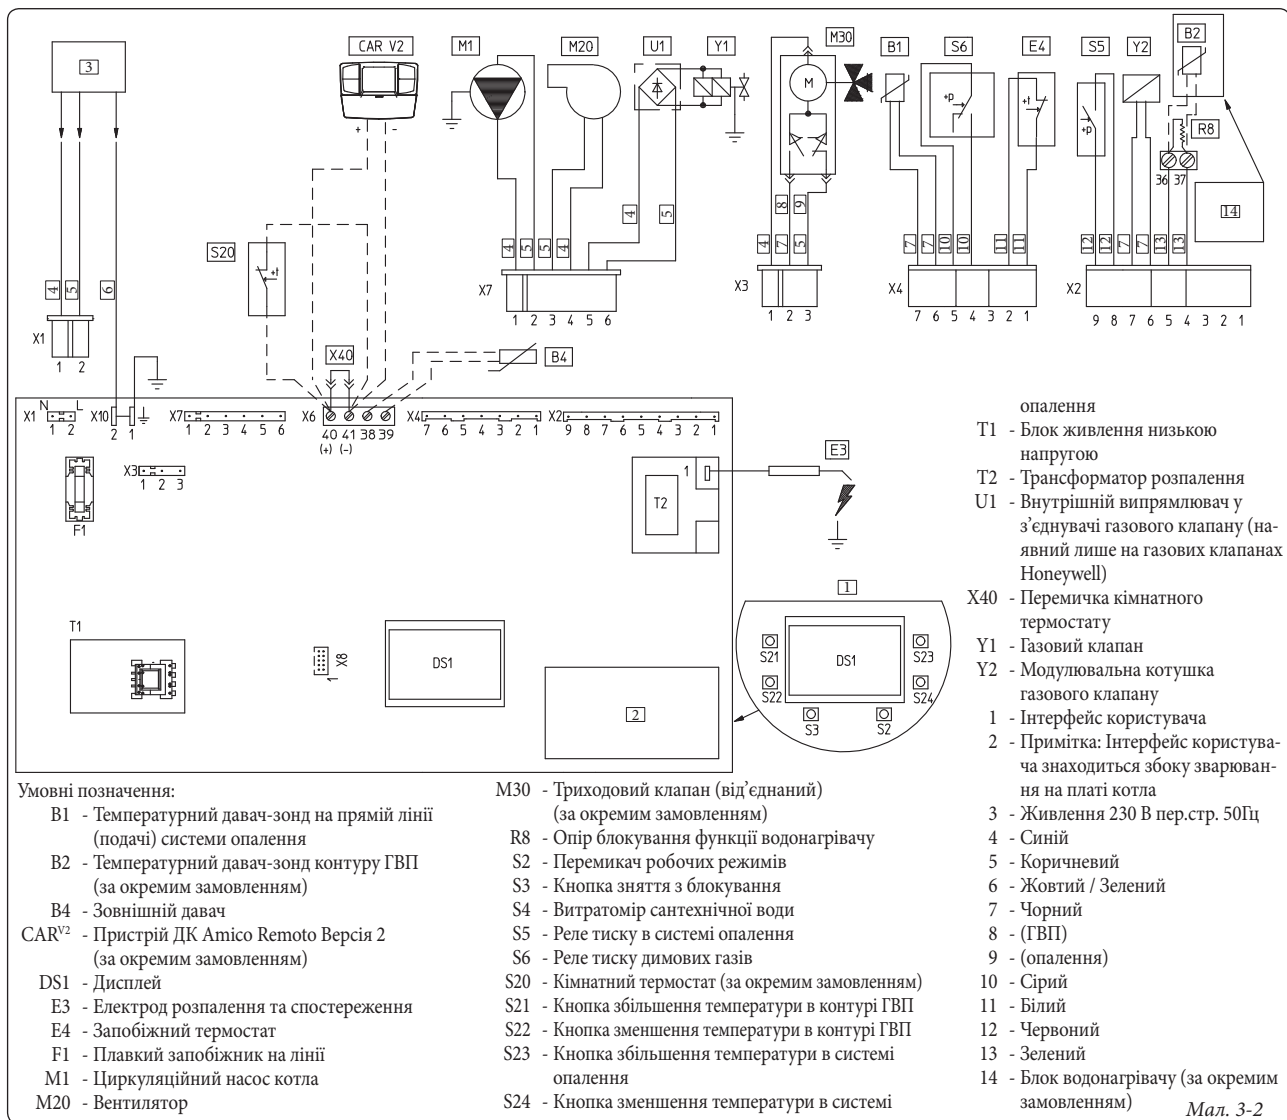 3
CAR V2
M1
M20
U1
Y1
M30
B1
S6
E4
S5
Y2
B2
M
+p
+t
+p
R8
+ -
36 37
14
S20
+t
4 5 6
4 5 5 4 4 5
8 9
4 7 5
7 7 10 10 11 11
12 12 7 7 13 13
X1
1 2
X7
1 2 3 4 5 6
X3
1 2 3
X4
7 6 5 4 3 2 1
X2
9 8 7 6 5 4 3 2 1
X40
B4
X1 N L
1 2
X10
2 1
X7
1 2 3 4 5 6
X6
40 41 38 39
(+) (-)
X4
7 6 5 4 3 2 1
X2
9 8 7 6 5 4 3 2 1
X3
1 2 3
F1
1
T2
E3
T1
X8
1
DS1
2
1
S21
S22
DS1
S23
S24
S3
S2
Умовні позначення:
B1 - Температурний давач-зонд на прямій лінії
(подачі) системи опалення
B2 - Температурний давач-зонд контуру ГВП
(за окремим замовленням)
B4 - Зовнішній давач
CAR V2 - Пристрій ДК Amico Remoto Версія 2
(за окремим замовленням)
DS1 - Дисплей
E3 - Електрод розпалення та спостереження
E4 - Запобіжний термостат
F1 - Плавкий запобіжник на лінії
M1 - Циркуляційний насос котла
M20 - Вентилятор
M30 - Триходовий клапан (від’єднаний)
(за окремим замовленням)
R8 - Опір блокування функції водонагрівачу
S2 - Перемикач робочих режимів
S3 - Кнопка зняття з блокування
S4 - Витратомір сантехнічної води
S5 - Реле тиску в системі опалення
S6 - Реле тиску димових газів
S20 - Кімнатний термостат (за окремим замовленням)
S21 - Кнопка збільшення температури в контурі ГВП
S22 - Кнопка зменшення температури в контурі ГВП
S23 - Кнопка збільшення температури в системі
опалення
S24 - Кнопка зменшення температури в системі
опалення
T1 - Блок живлення низькою
напругою
T2 - Трансформатор розпалення
U1 - Внутрішній випрямлювач у
з’єднувачі газового клапану (на-
явний лише на газових клапанах
Honeywell)
X40 - Перемичка кімнатного
термостату
Y1 - Газовий клапан
Y2 - Модулювальна котушка
газового клапану
1 - Інтерфейс користувача
2 - Примітка: Інтерфейс користува-
ча знаходиться збоку зварюван-
ня на платі котла
3 - Живлення 230 В пер.стр. 50Гц
4 - Синій
5 - Коричневий
6 - Жовтий / Зелений
7 - Чорний
8 - (ГВП)
9 - (опалення)
10 - Сірий
11 - Білий
12 - Червоний
13 - Зелений
14 - Блок водонагрівачу (за окремим
замовленням)
Мал. 3-2